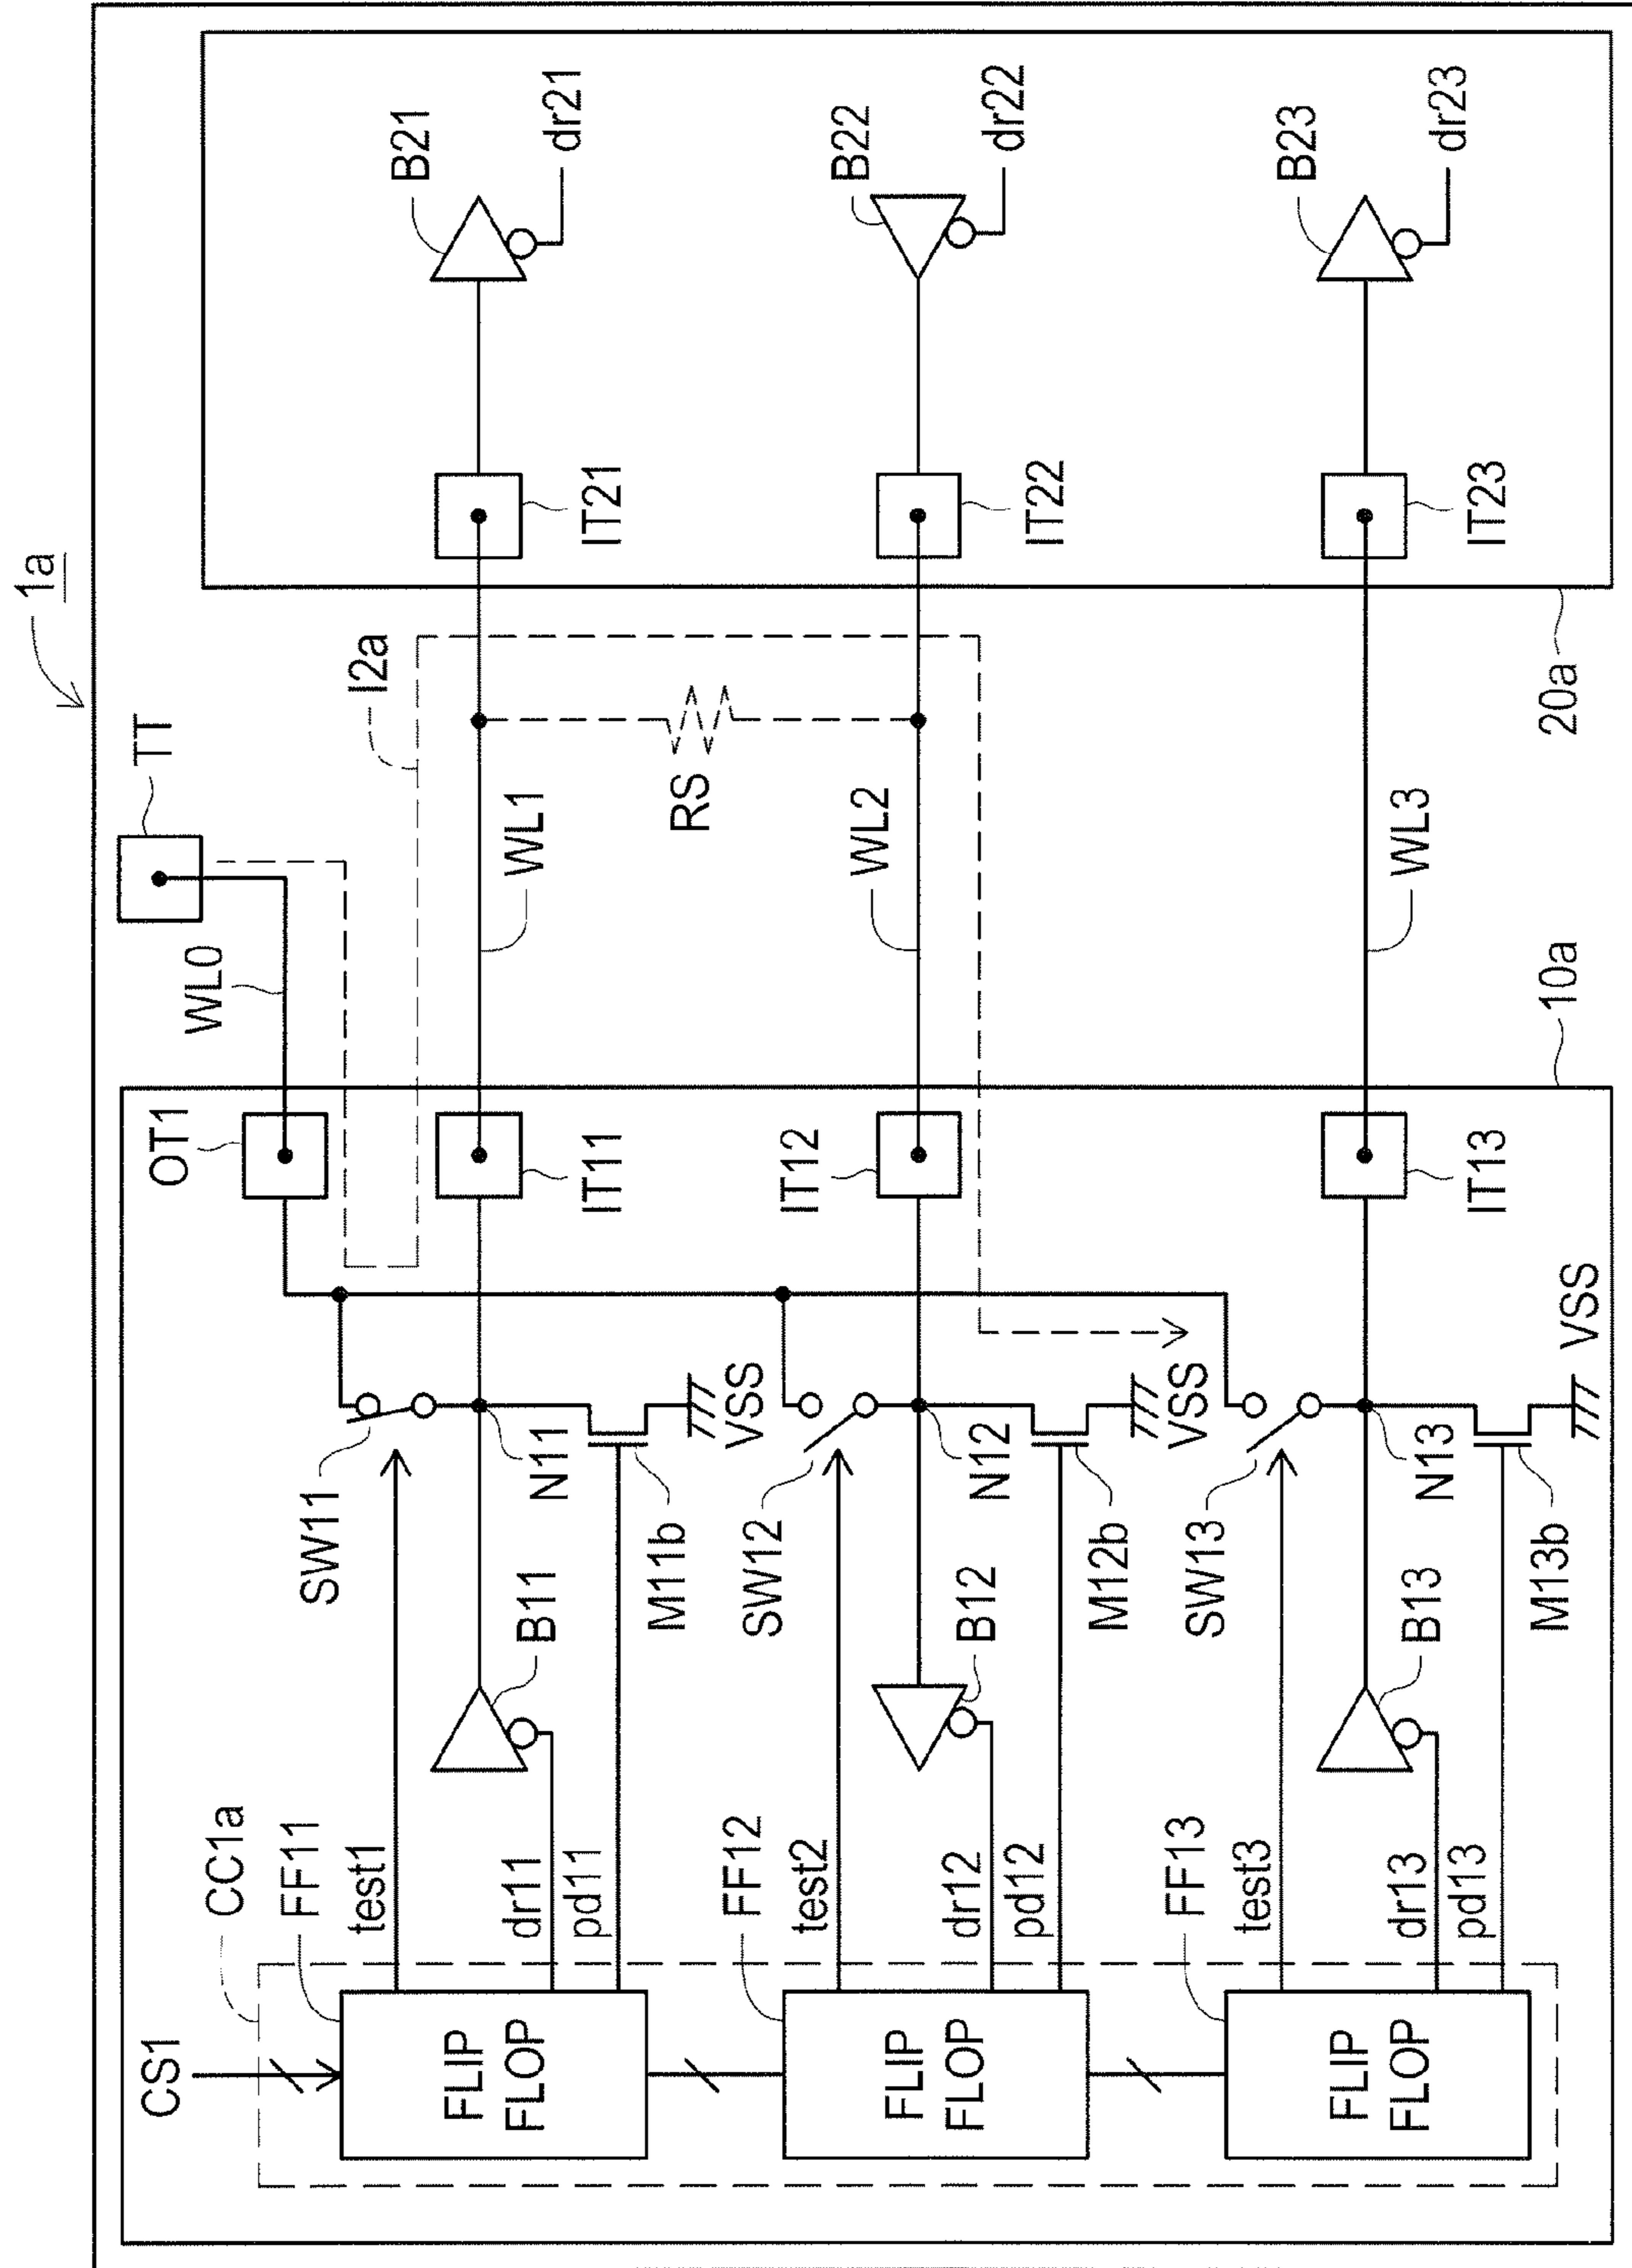 1a
TT
WL0
OT1
CS1
CC1a
FF11
test1
SW11
I2a
B21
dr21
IT21
WL1
IT11
N11
B11
dr11
pd11
FLIP
FLOP
M11b
VSS
RS
FF12
test2
SW12
IT12
WL2
IT22
B22
dr22
N12
B12
dr12
pd12
FLIP
FLOP
M12b
VSS
FF13
test3
SW13
B23
dr23
IT23
WL3
IT13
N13
B13
dr13
pd13
FLIP
FLOP
M13b
VSS
10a
20a